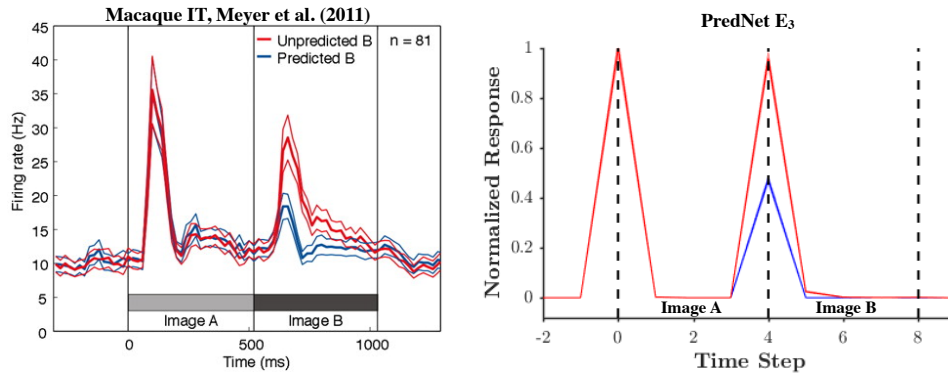 Macaque IT, Meyer et al. (2011)
Unpredicted B
Predicted B
n = 81
45
40
35
30
25
20
15
10
5
0
Firing rate (Hz)
Image A
Image B
0
500
1000
Time (ms)
PredNet E₃
1
0.8
0.6
0.4
0.2
0
Normalized Response
Image A
Image B
-2
0
2
4
6
8
Time Step